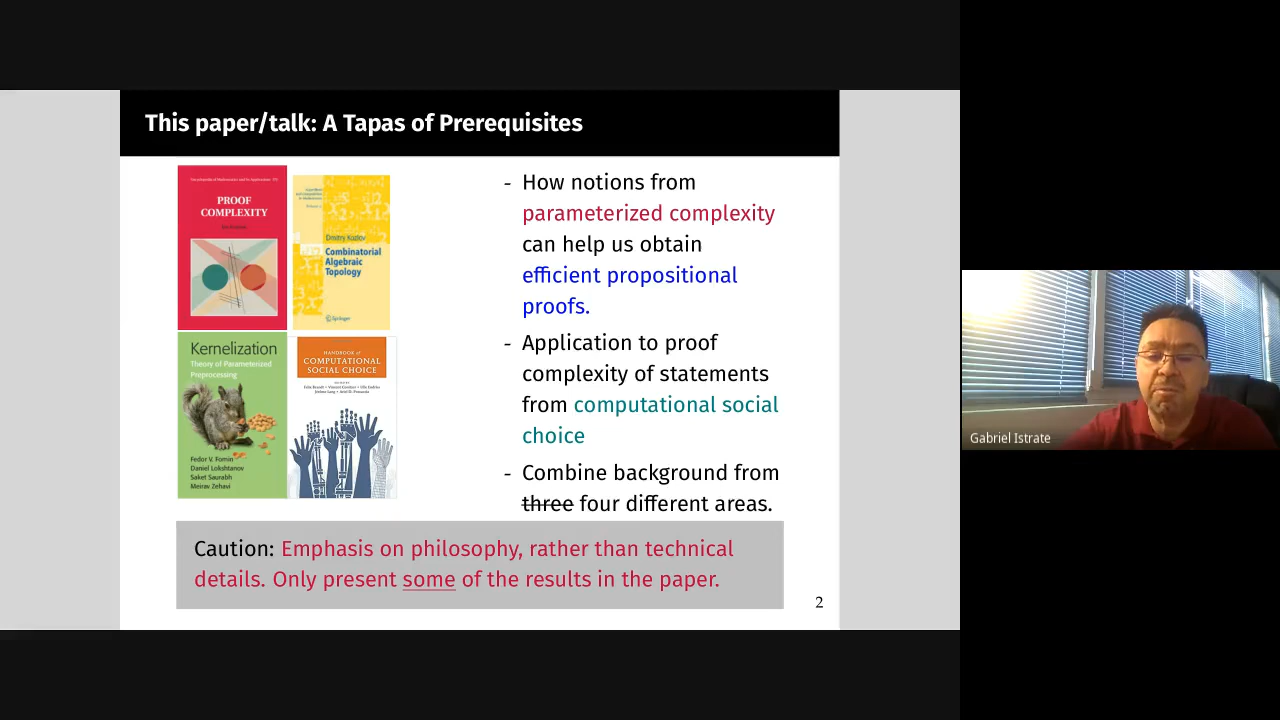 This paper/talk: A Tapas of Prerequisites
PROOF
COMPLEXITY
Dmitry Kozlov
Combinatorial
Algebraic
Topology
Springer
Kernelization
Theory of Parameterized
Preprocessing
Fedor V. Fomin
Daniel Lokshtanov
Saket Saurabh
Meirav Zehavi
HANDBOOK of
COMPUTATIONAL
SOCIAL CHOICE
- How notions from
parameterized complexity
can help us obtain
efficient propositional
proofs.
- Application to proof
complexity of statements
from computational social
choice
- Combine background from
three four different areas.
Caution: Emphasis on philosophy, rather than technical
details. Only present some of the results in the paper.
2
Gabriel Istrate